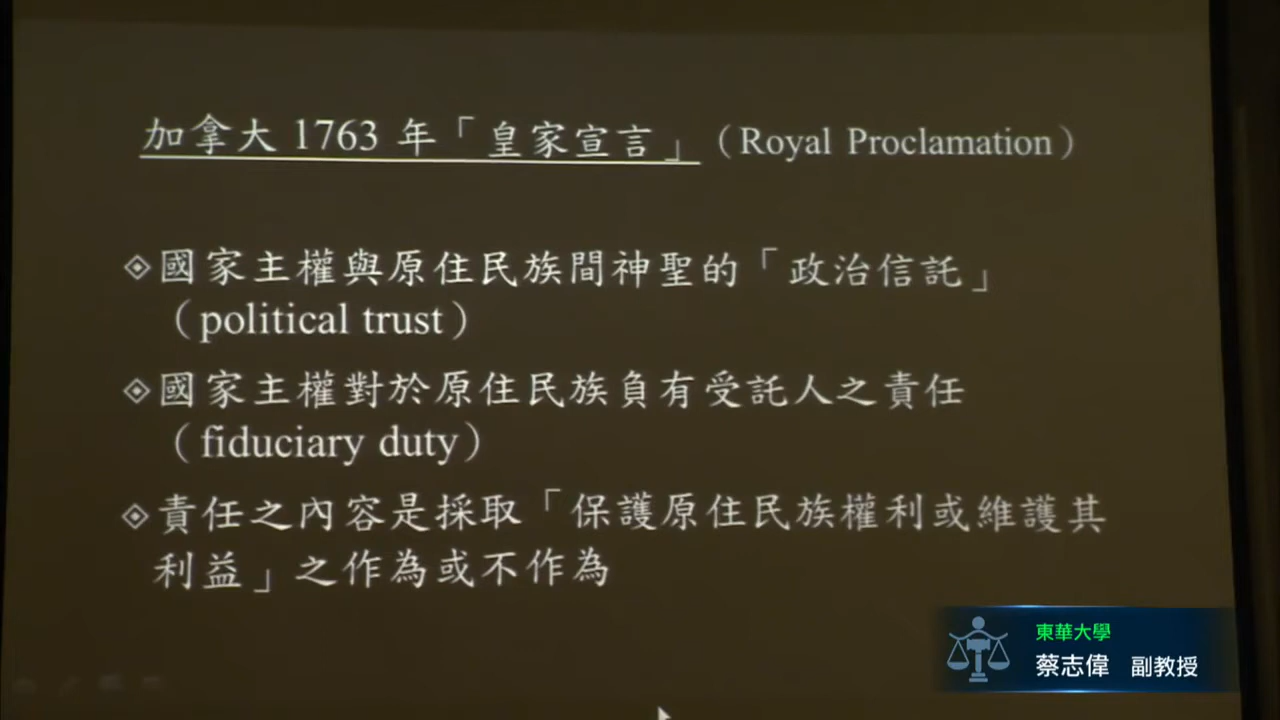 加拿大 1763 年「皇家宣言」（Royal Proclamation）
國家主權與原住民族間神聖的「政治信託」
（political trust）
國家主權對於原住民族負有受託人之責任
（fiduciary duty）
責任之內容是採取「保護原住民族權利或維護其
利益」之作為或不作為
東華大學
蔡志偉 副教授